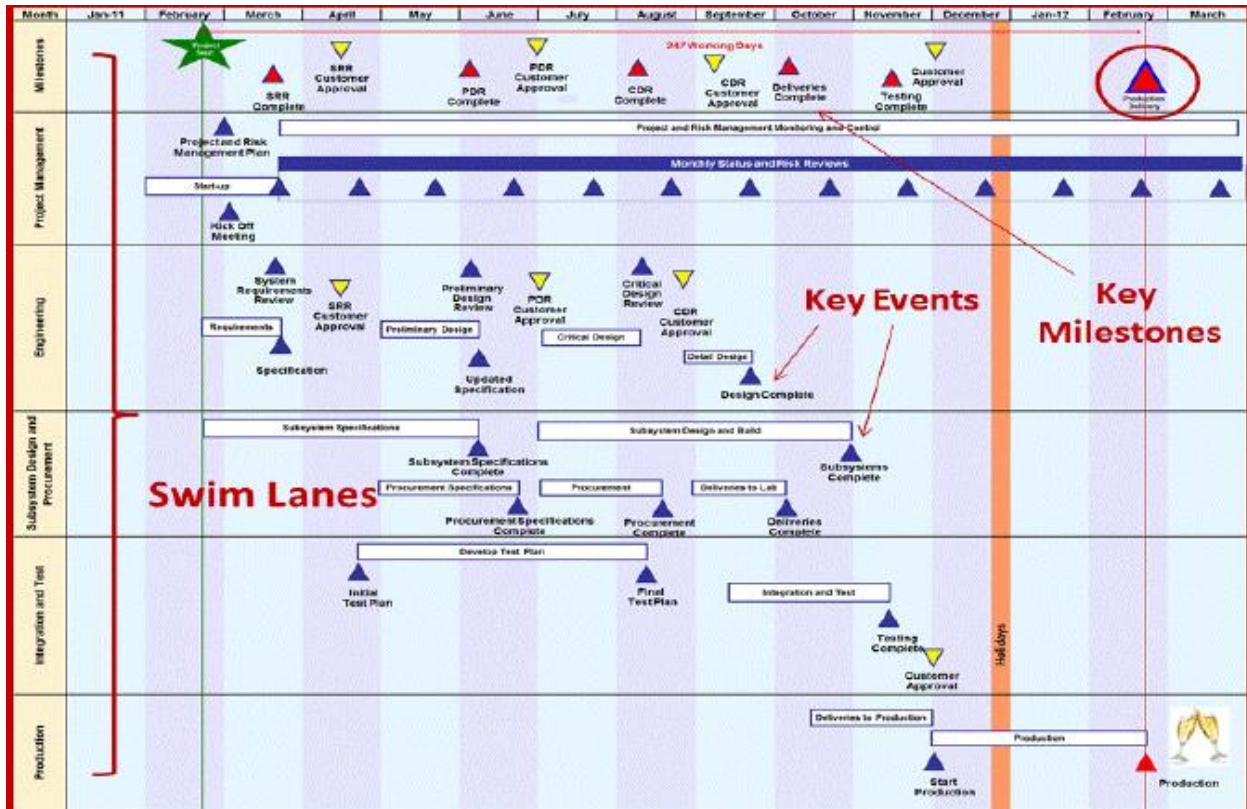 Month
Jan-11
February
March
April
May
June
July
August
September
October
November
December
Jan-12
February
March
Milestones
Project
Start
247 Working Days
SRR
Complete
SRR
Customer
Approval
PDR
Complete
PDR
Customer
Approval
CDR
Complete
CDR
Customer
Approval
Deliveries
Complete
Testing
Complete
Customer
Approval
Production
Delivery
Project Management
Project and Risk
Management Plan
Project and Risk Management Monitoring and Control
Monthly Status and Risk Reviews
Start-up
Kick Off
Meeting
Engineering
System
Requirements
Review
SRR
Customer
Approval
Preliminary
Design
Review
PDR
Customer
Approval
Critical
Design
Review
CDR
Customer
Approval
Key Events
Key
Milestones
Requirements
Specification
Preliminary Design
Updated
Specification
Critical Design
Detail Design
Design Complete
Subsystem Design and
Procurement
Subsystem Specifications
Subsystem Specifications
Complete
Subsystem Design and Build
Subsystems
Complete
Swim Lanes
Procurement Specifications
Procurement Specifications
Complete
Procurement
Procurement
Complete
Deliveries to Lab
Deliveries
Complete
Integration and Test
Develop Test Plan
Initial
Test Plan
Final
Test Plan
Integration and Test
Testing
Complete
Customer
Approval
Holidays
Production
Deliveries to Production
Production
Start
Production
Production